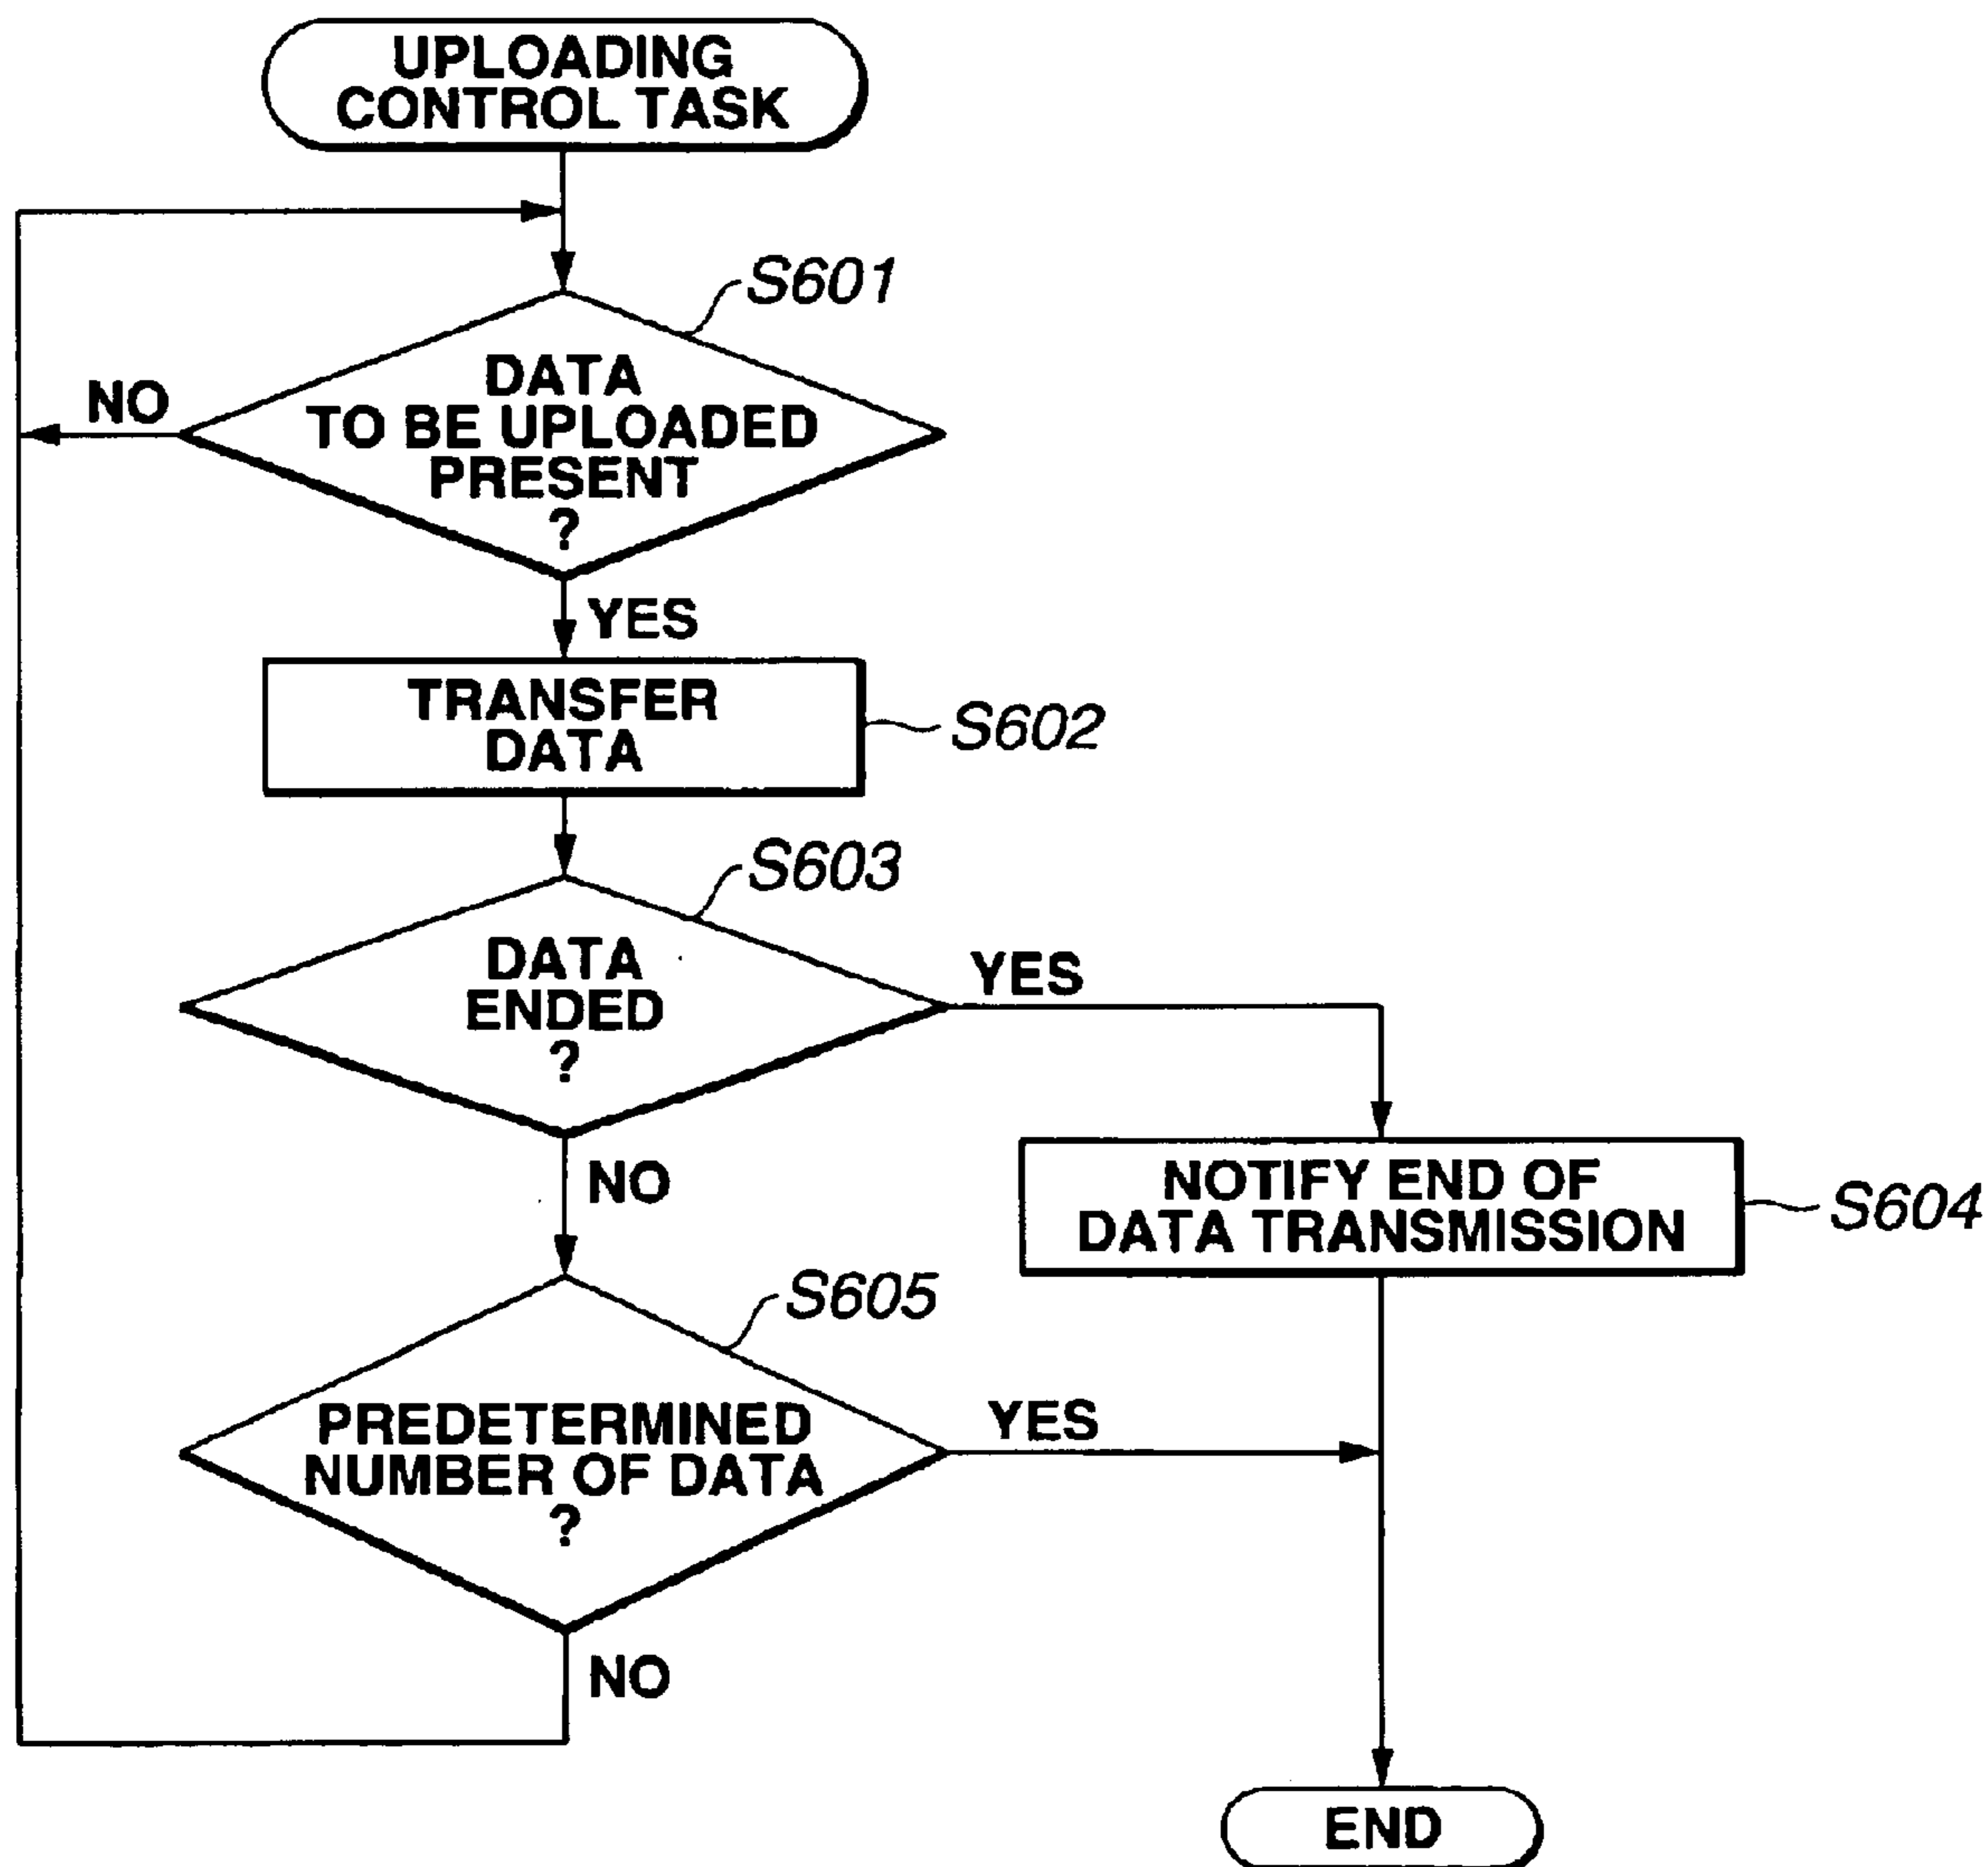 UPLOADING
CONTROL TASK
S601
DATA
TO BE UPLOADED
PRESENT
?
NO
YES
TRANSFER
DATA
S602
S603
DATA
ENDED
?
YES
NO
NOTIFY END OF
DATA TRANSMISSION
S604
S605
PREDETERMINED
NUMBER OF DATA
?
YES
NO
END